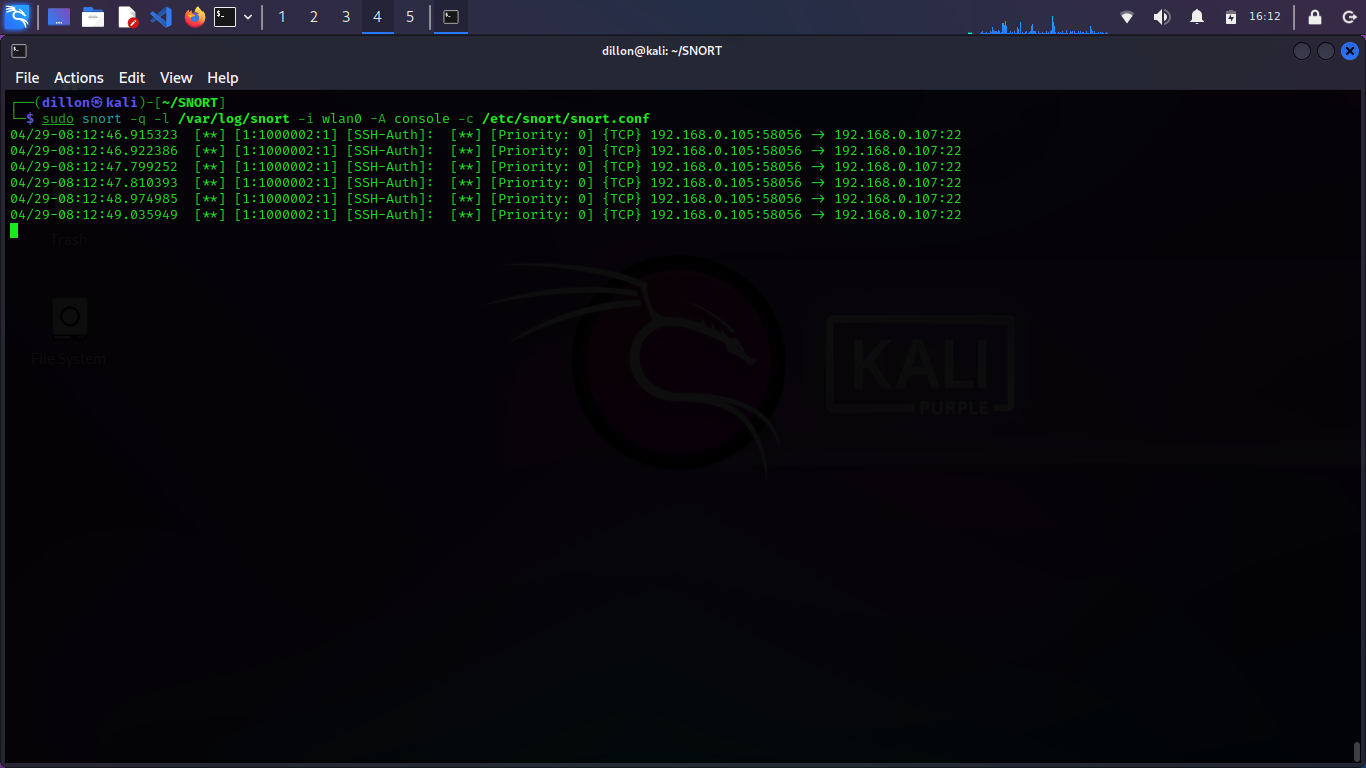 1 2 3 4 5 16:12
dillon@kali: ~/SNORT
File Actions Edit View Help
┌──(dillon㉿kali)-[~/SNORT]
└─$ sudo snort -q -l /var/log/snort -i wlan0 -A console -c /etc/snort/snort.conf
04/29-08:12:46.915323  [**] [1:1000002:1] [SSH-Auth]:  [**] [Priority: 0] {TCP} 192.168.0.105:58056 -> 192.168.0.107:22
04/29-08:12:46.922386  [**] [1:1000002:1] [SSH-Auth]:  [**] [Priority: 0] {TCP} 192.168.0.105:58056 -> 192.168.0.107:22
04/29-08:12:47.799252  [**] [1:1000002:1] [SSH-Auth]:  [**] [Priority: 0] {TCP} 192.168.0.105:58056 -> 192.168.0.107:22
04/29-08:12:47.810393  [**] [1:1000002:1] [SSH-Auth]:  [**] [Priority: 0] {TCP} 192.168.0.105:58056 -> 192.168.0.107:22
04/29-08:12:48.974985  [**] [1:1000002:1] [SSH-Auth]:  [**] [Priority: 0] {TCP} 192.168.0.105:58056 -> 192.168.0.107:22
04/29-08:12:49.035949  [**] [1:1000002:1] [SSH-Auth]:  [**] [Priority: 0] {TCP} 192.168.0.105:58056 -> 192.168.0.107:22
Trash
File System
KALI
PURPLE